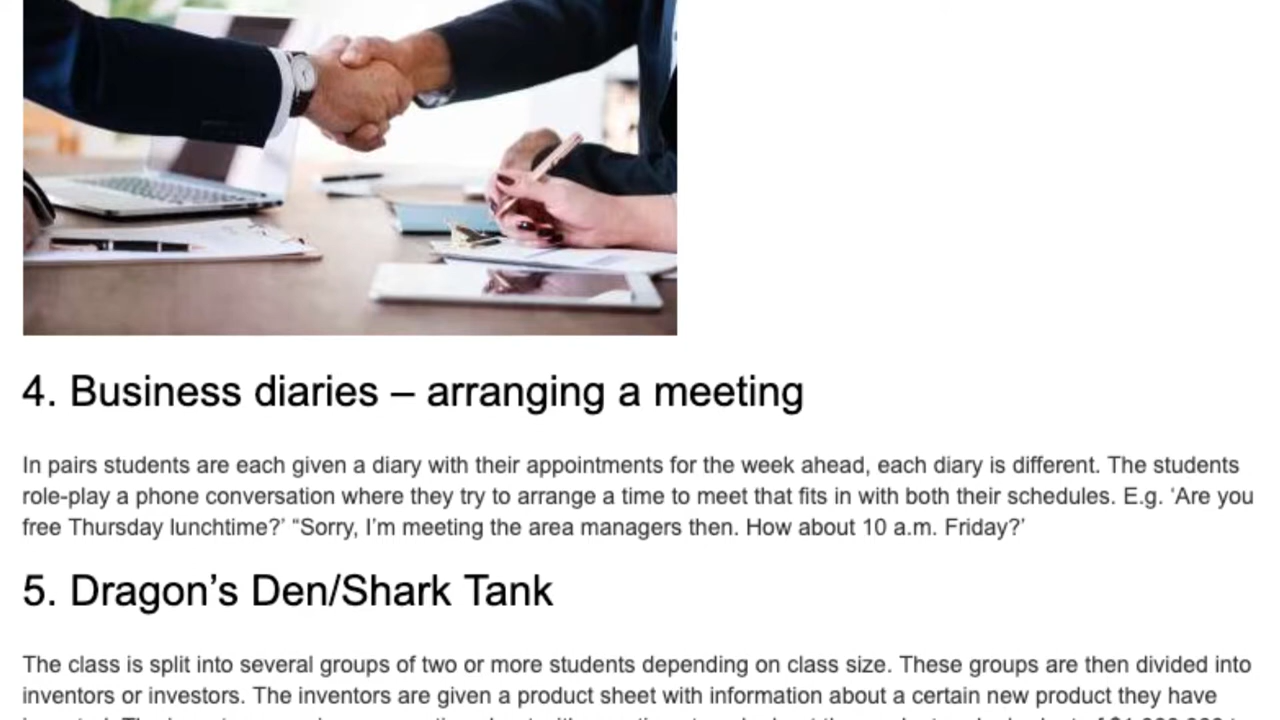 4. Business diaries – arranging a meeting
In pairs students are each given a diary with their appointments for the week ahead, each diary is different. The students
role-play a phone conversation where they try to arrange a time to meet that fits in with both their schedules. E.g. ‘Are you
free Thursday lunchtime?’ “Sorry, I’m meeting the area managers then. How about 10 a.m. Friday?’
5. Dragon’s Den/Shark Tank
The class is split into several groups of two or more students depending on class size. These groups are then divided into
inventors or investors. The inventors are given a product sheet with information about a certain new product they have